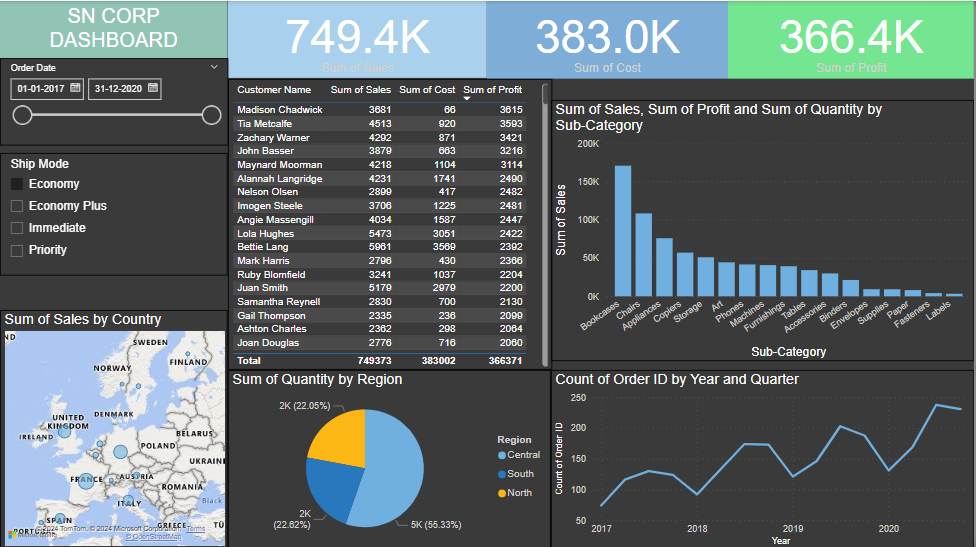 SN CORP
DASHBOARD
749.4K
Sum of Sales
383.0K
Sum of Cost
366.4K
Sum of Profit
Order Date
01-01-2017 31-12-2020
Ship Mode
Economy
Economy Plus
Immediate
Priority
Customer Name Sum of Sales Sum of Cost Sum of Profit
Madison Chadwick 3681 66 3615
Tia Metcalfe 4513 920 3593
Zachary Warner 4292 871 3421
John Basser 3879 663 3216
Maynard Moorman 4218 1104 3114
Alannah Langridge 4231 1741 2490
Nelson Olsen 2899 417 2482
Imogen Steele 3706 1225 2481
Angie Massengill 4034 1587 2447
Lola Hughes 5473 3051 2422
Bettie Lang 5961 3569 2392
Mark Harris 2796 430 2366
Ruby Blomfield 3241 1037 2204
Juan Smith 5179 2979 2200
Samantha Reynell 2830 700 2130
Gail Thompson 2335 236 2099
Ashton Charles 2362 298 2064
Joan Douglas 2776 716 2060
Total 749373 383002 366371
Sum of Sales, Sum of Profit and Sum of Quantity by
Sub-Category
200K
150K
100K
50K
0K
Sum of Sales
Bookcases
Chairs
Appliances
Copiers
Storage
Art
Phones
Machines
Furnishings
Tables
Accessories
Binders
Envelopes
Supplies
Paper
Fasteners
Labels
Sub-Category
Sum of Sales by Country
SWEDEN
FINLAND
NORWAY
DENMARK
UNITED
KINGDOM
IRELAND
BELARUS
POLAND
UKRAIN
FRANCE
AUSTRIA
ROMANIA
ITALY
Black
SPAIN
GREECE
© 2024 TomTom, © 2024 Microsoft Corporation, Terms
© OpenStreetMap
Sum of Quantity by Region
2K (22.05%)
2K
(22.62%)
5K (55.33%)
Region
Central
South
North
Count of Order ID by Year and Quarter
250
200
150
100
50
Count of Order ID
2017
2018
2019
2020
Year